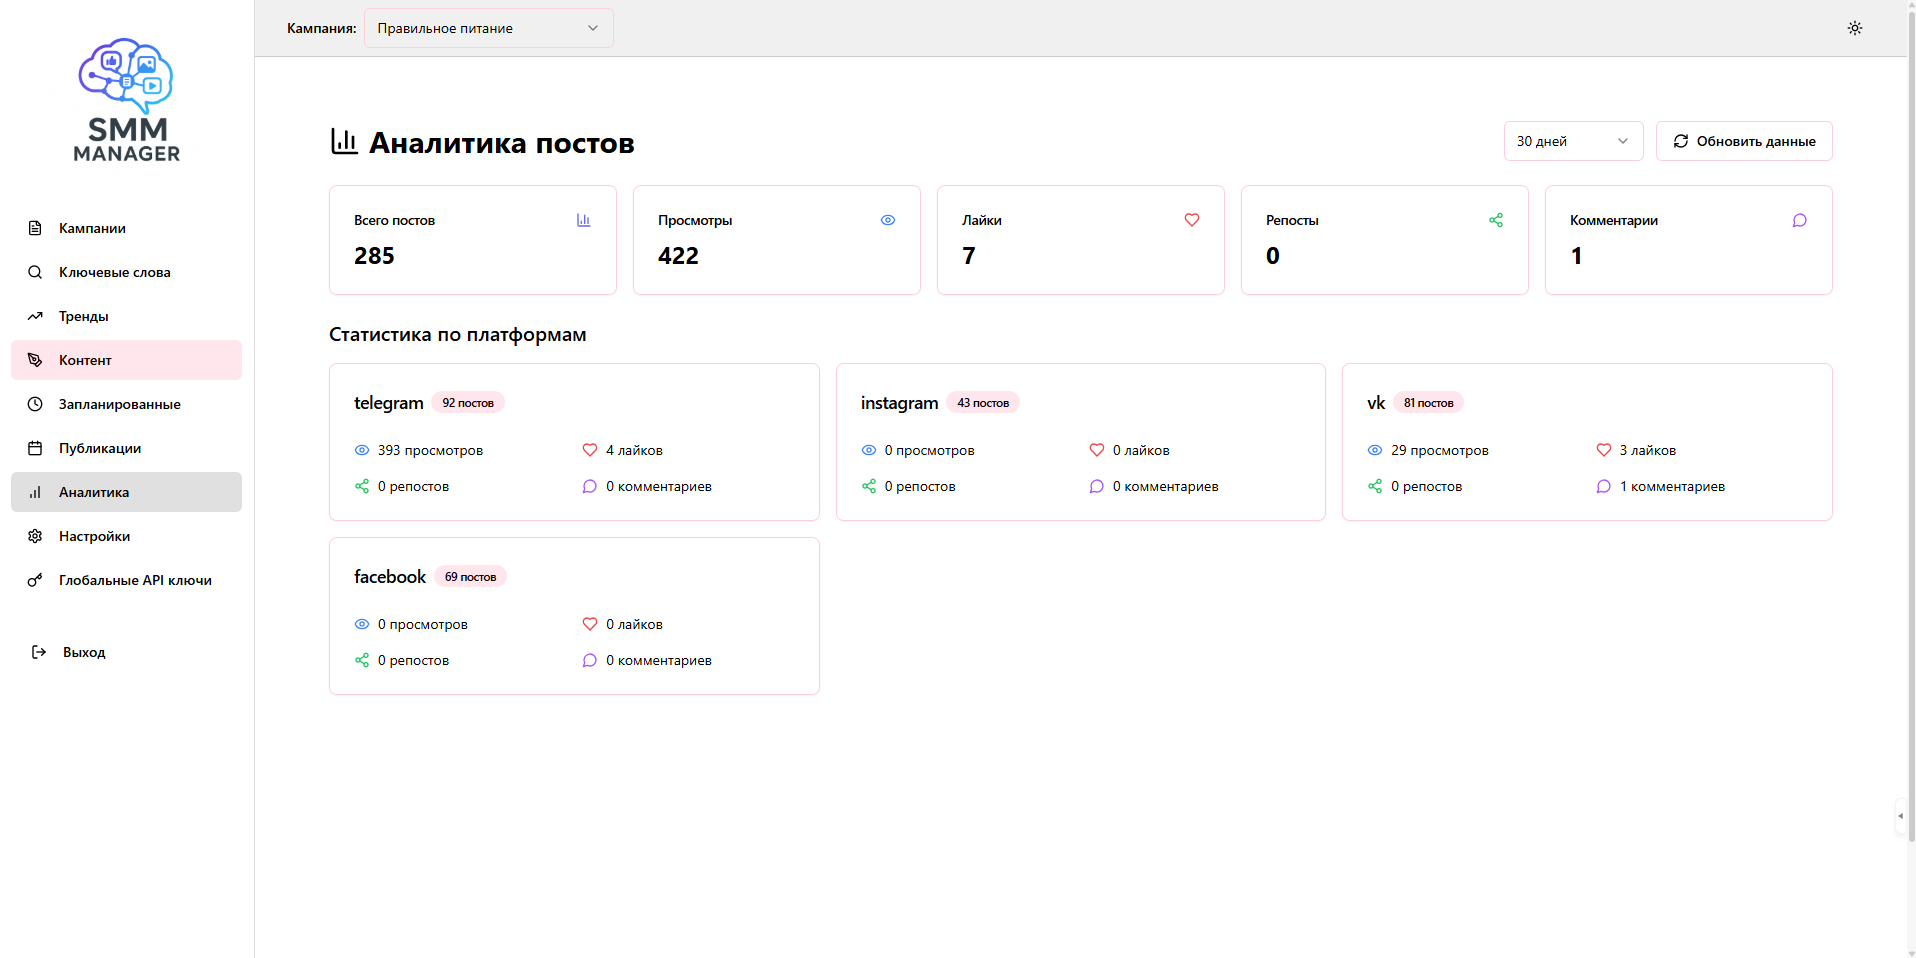 SMM
MANAGER
Кампании
Ключевые слова
Тренды
Контент
Запланированные
Публикации
Аналитика
Настройки
Глобальные API ключи
Выход
Кампания: Правильное питание
Аналитика постов
30 дней
Обновить данные
Всего постов
285
Просмотры
422
Лайки
7
Репосты
0
Комментарии
1
Статистика по платформам
telegram 92 постов
393 просмотров 4 лайков
0 репостов 0 комментариев
instagram 43 постов
0 просмотров 0 лайков
0 репостов 0 комментариев
vk 81 постов
29 просмотров 3 лайков
0 репостов 1 комментариев
facebook 69 постов
0 просмотров 0 лайков
0 репостов 0 комментариев